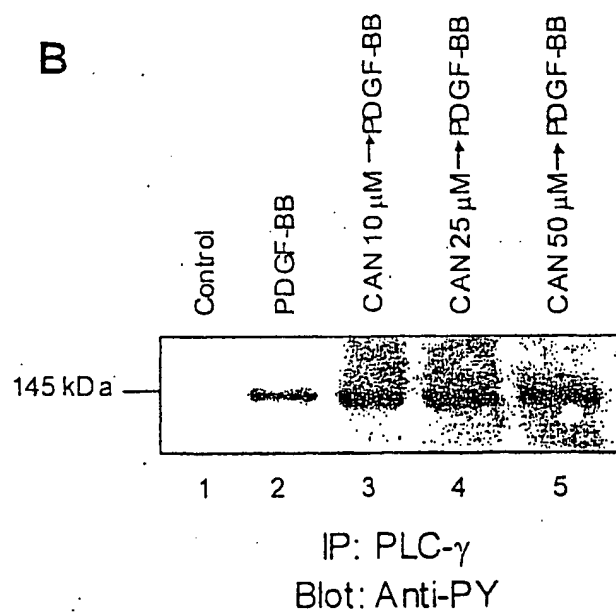 B
Control
PDGF-BB
CAN 10 µM → PDGF-BB
CAN 25 µM → PDGF-BB
CAN 50 µM → PDGF-BB
145 kDa
1 2 3 4 5
IP: PLC-γ
Blot: Anti-PY